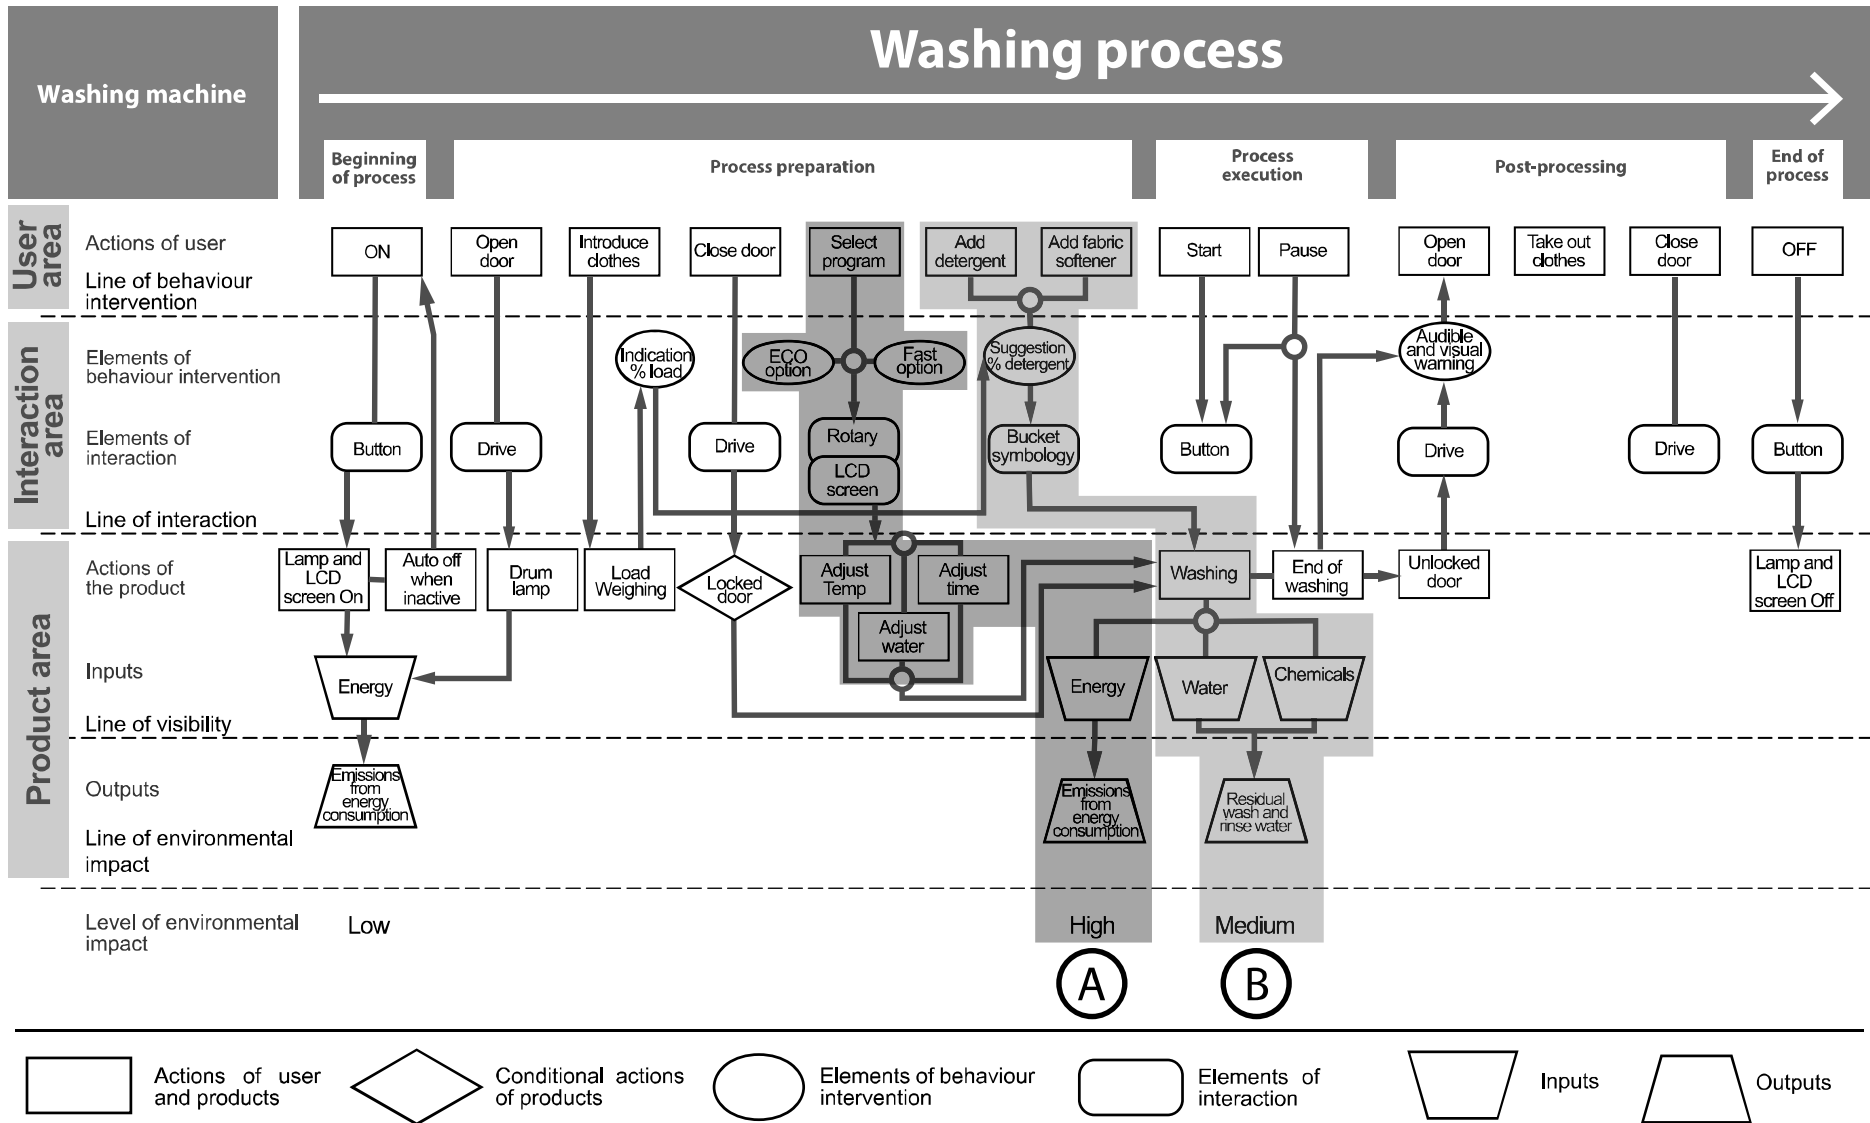 Washing process
Washing machine
Beginning
of process
Process preparation
Process
execution
Post-processing
End of
process
User
area
Actions of user
Line of behaviour
intervention
ON
Open
door
Introduce
clothes
Close door
Select
program
Add
detergent
Add fabric
softener
Start
Pause
Open
door
Take out
clothes
Close
door
OFF
Interaction
area
Elements of
behaviour intervention
Indication
% load
ECO
option
Fast
option
Suggestion
% detergent
Audible
and visual
warning
Elements of
interaction
Button
Drive
Drive
Rotary
LCD
screen
Bucket
symbology
Button
Drive
Drive
Button
Line of interaction
Product area
Actions of
the product
Lamp and
LCD
screen On
Auto off
when
inactive
Drum
lamp
Load
Weighing
Locked
door
Adjust
Temp
Adjust
time
Adjust
water
Washing
End of
washing
Unlocked
door
Lamp and
LCD
screen Off
Inputs
Energy
Energy
Water
Chemicals
Line of visibility
Outputs
Emissions
from
energy
consumption
Emissions
from
energy
consumption
Residual
wash and
rinse water
Line of environmental
impact
Level of environmental
impact
Low
High
Medium
A
B
Actions of user
and products
Conditional actions
of products
Elements of behaviour
intervention
Elements of
interaction
Inputs
Outputs